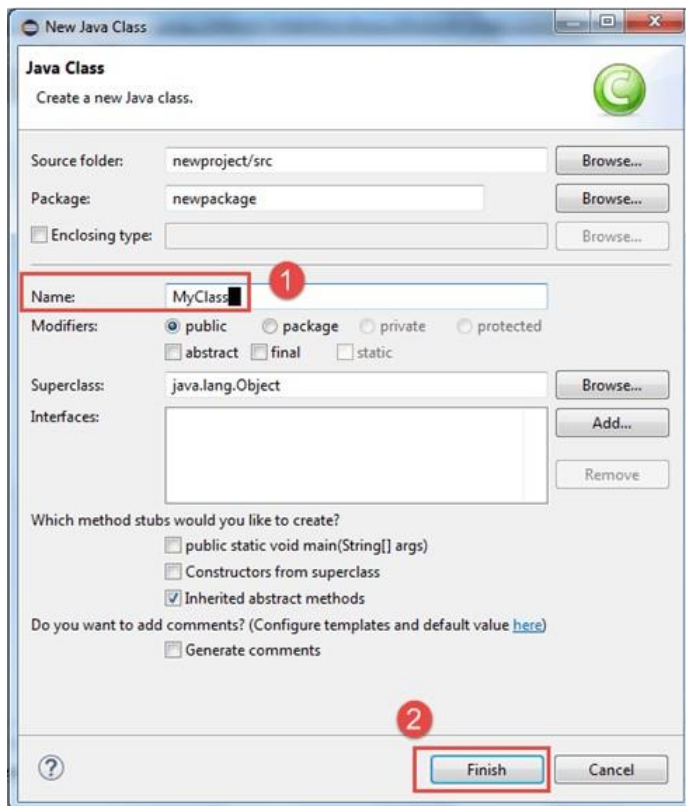 New Java Class
Java Class
Create a new Java class.
Source folder: newproject/src Browse...
Package: newpackage Browse...
Enclosing type: Browse...
1
Name: MyClass
Modifiers: public package private protected
abstract final static
Superclass: java.lang.Object Browse...
Interfaces: Add...
Remove
Which method stubs would you like to create?
public static void main(String[] args)
Constructors from superclass
Inherited abstract methods
Do you want to add comments? (Configure templates and default value here)
Generate comments
2
? Finish Cancel